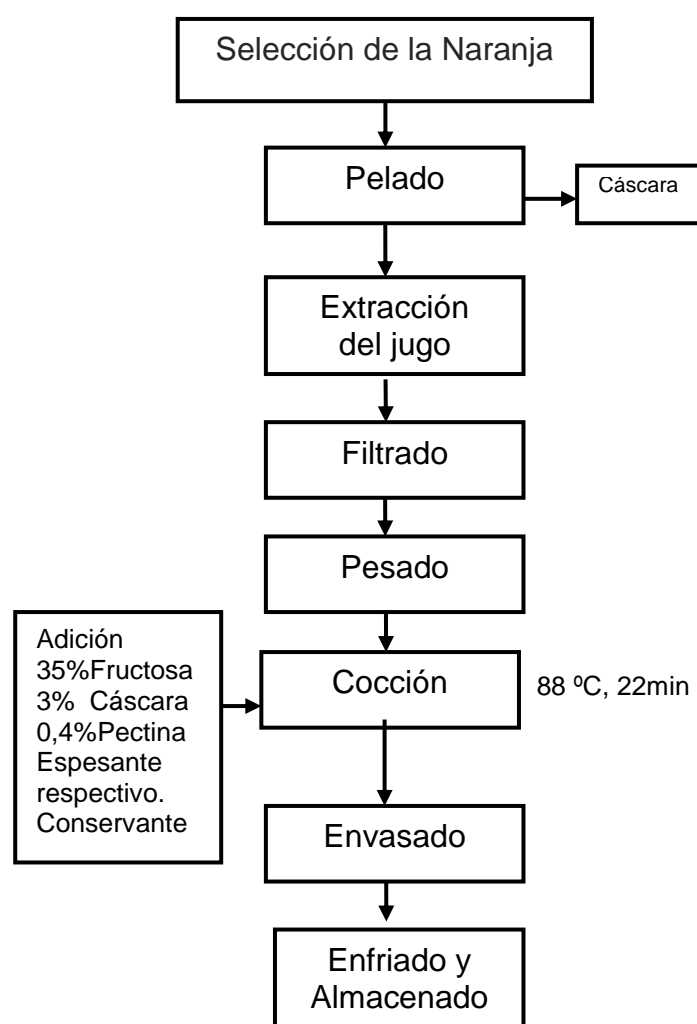 Selección de la Naranja
Pelado
Cáscara
Extracción
del jugo
Filtrado
Pesado
Adición
35%Fructosa
3% Cáscara
0,4%Pectina
Espesante
respectivo.
Conservante
Cocción
88 ºC, 22min
Envasado
Enfriado y
Almacenado